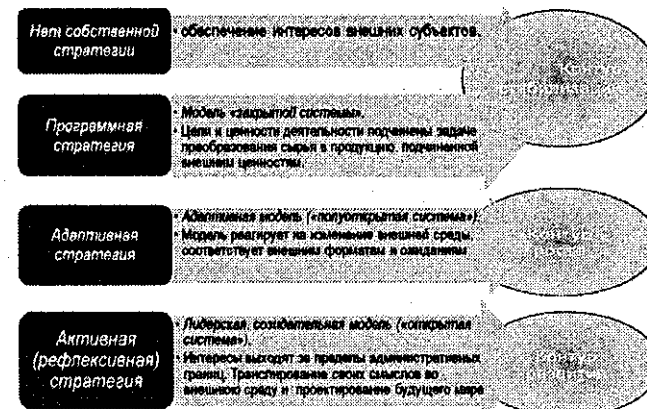 Нет собственной
стратегии
• обеспечение интересов внешних субъектов.
Программная
стратегия
• Модель «закрытой системы».
• Цели и ценности деятельности подчинены задаче
преобразования сырья в продукцию, подчиненной
внешним ценностям.
Адаптивная
стратегия
• Адаптивная модель («полуоткрытая система»).
• Модель реагирует на изменение внешней среды,
соответствует внешним форматам и ожиданиям
Активная
(рефлексивная)
стратегия
• Лидерская, созидательная модель («открытая
система»).
• Интересы выходят за пределы административных
границ. Транслирование своих смыслов во
внешнюю среду и проектирование будущего мира